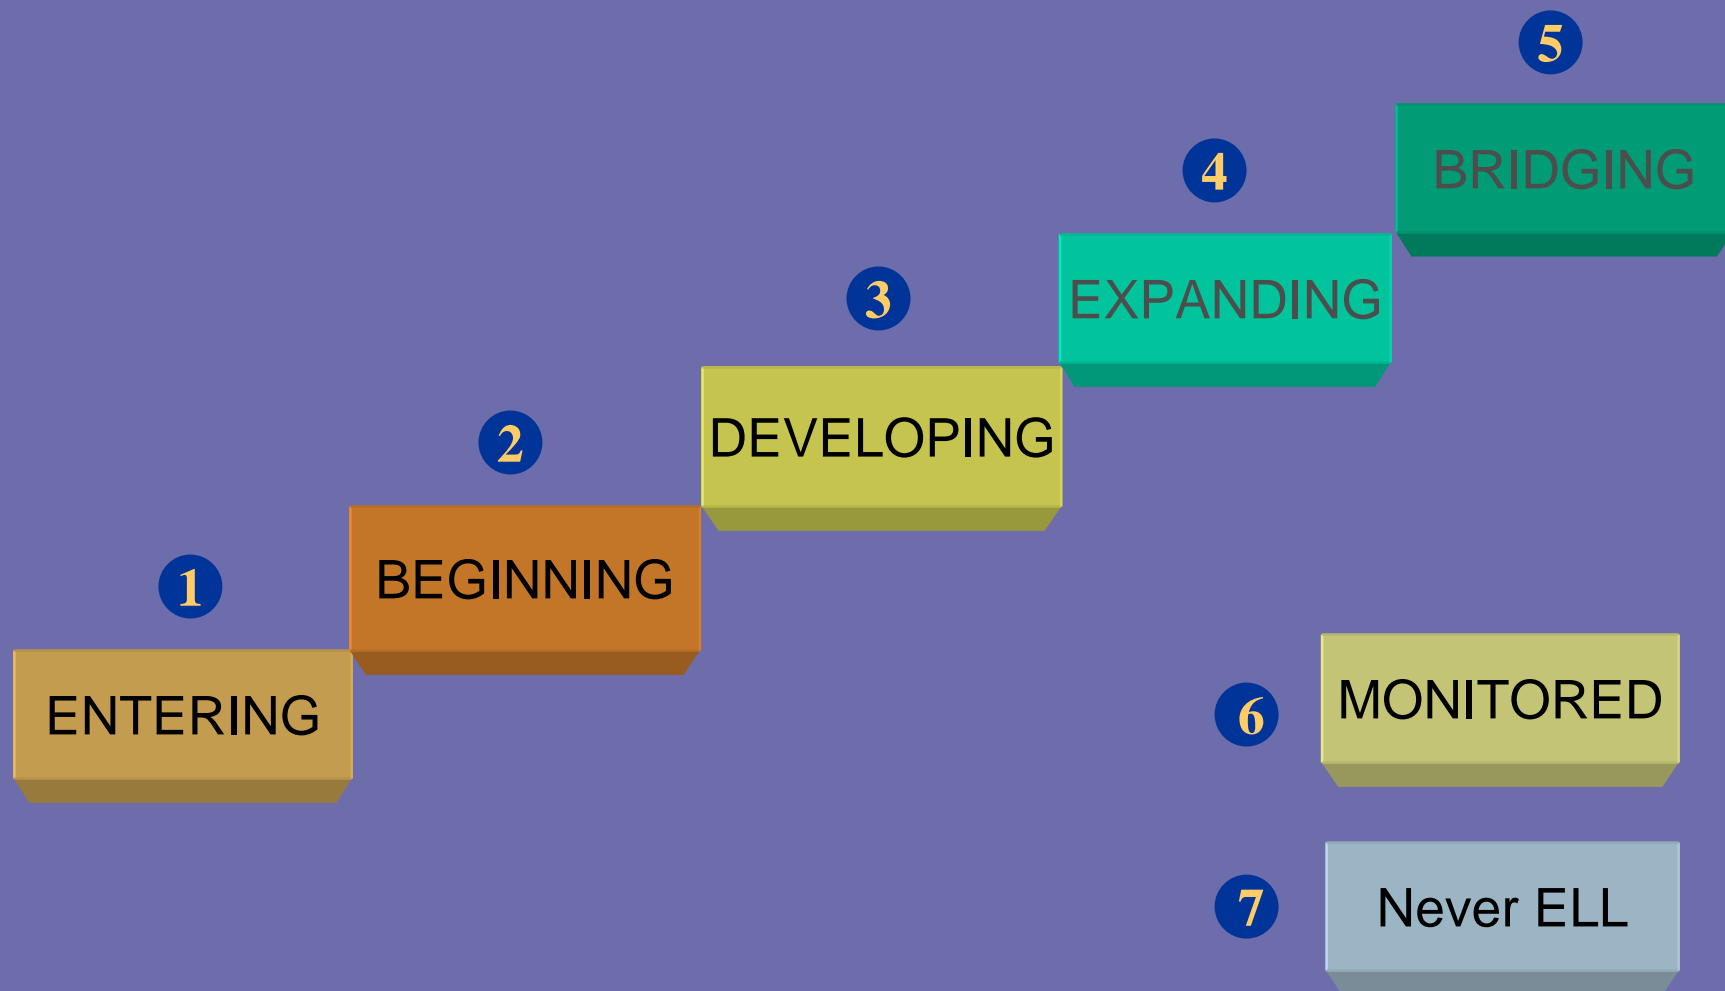 5
BRIDGING
4
EXPANDING
3
DEVELOPING
2
BEGINNING
1
ENTERING
6 MONITORED
7 Never ELL